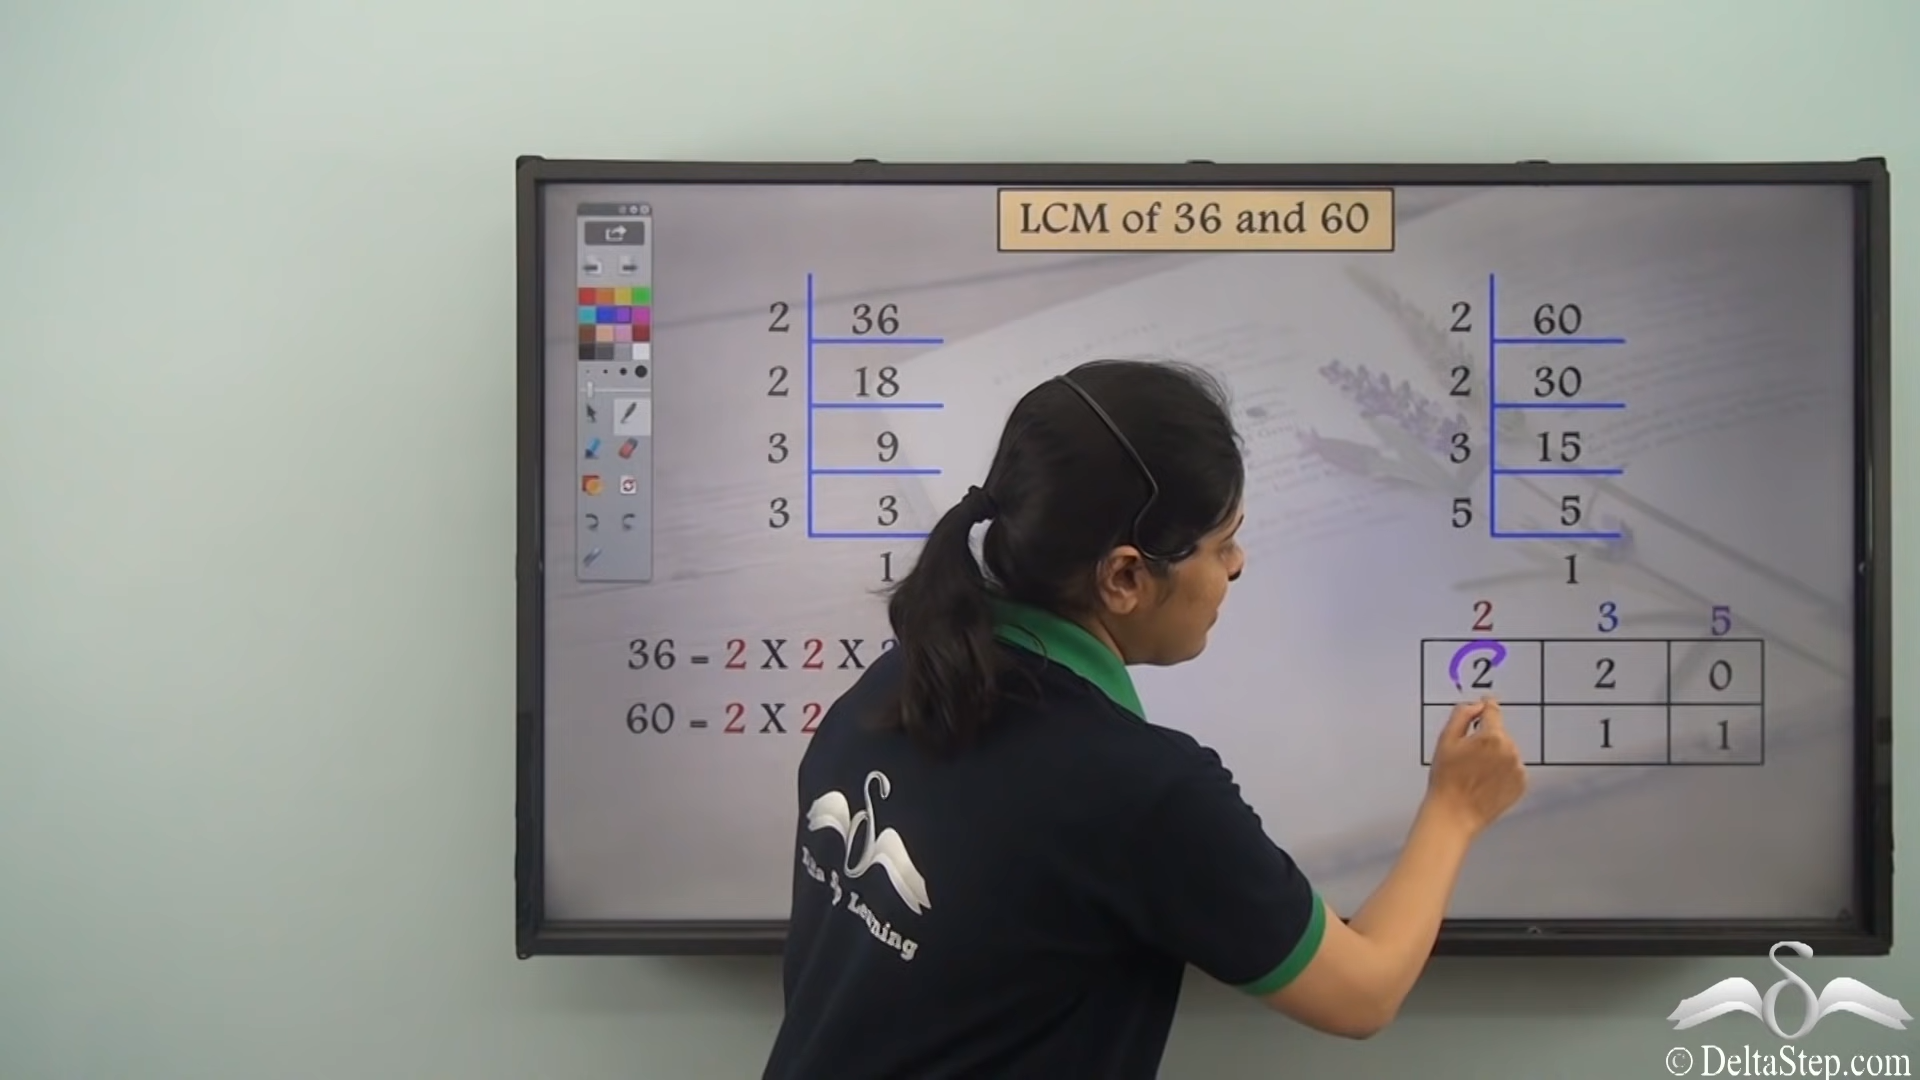 LCM of 36 and 60
2 36
2 18
3 9
3 3
1
2 60
2 30
3 15
5 5
1
36 = 2 X 2 X
60 = 2 X 2
2 3 5
2 2 0
1 1
Learning
© DeltaStep.com